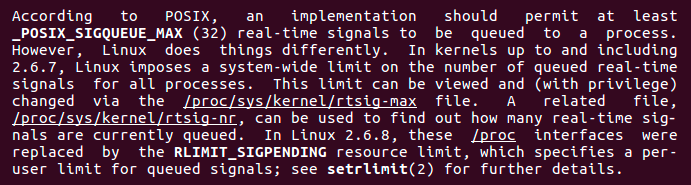 According to POSIX, an implementation should permit at least
_POSIX_SIGQUEUE_MAX (32) real-time signals to be queued to a process.
However, Linux does things differently. In kernels up to and including
2.6.7, Linux imposes a system-wide limit on the number of queued real-time
signals for all processes. This limit can be viewed and (with privilege)
changed via the /proc/sys/kernel/rtsig-max file. A related file,
/proc/sys/kernel/rtsig-nr, can be used to find out how many real-time sig-
nals are currently queued. In Linux 2.6.8, these /proc interfaces were
replaced by the RLIMIT_SIGPENDING resource limit, which specifies a per-
user limit for queued signals; see setrlimit(2) for further details.